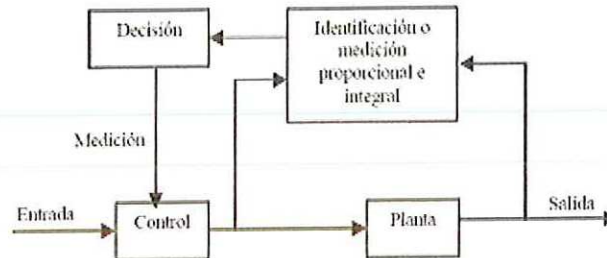 Decisión
Identificación o
medición
proporcional e
integral
Medición
Entrada
Control
Planta
Salida